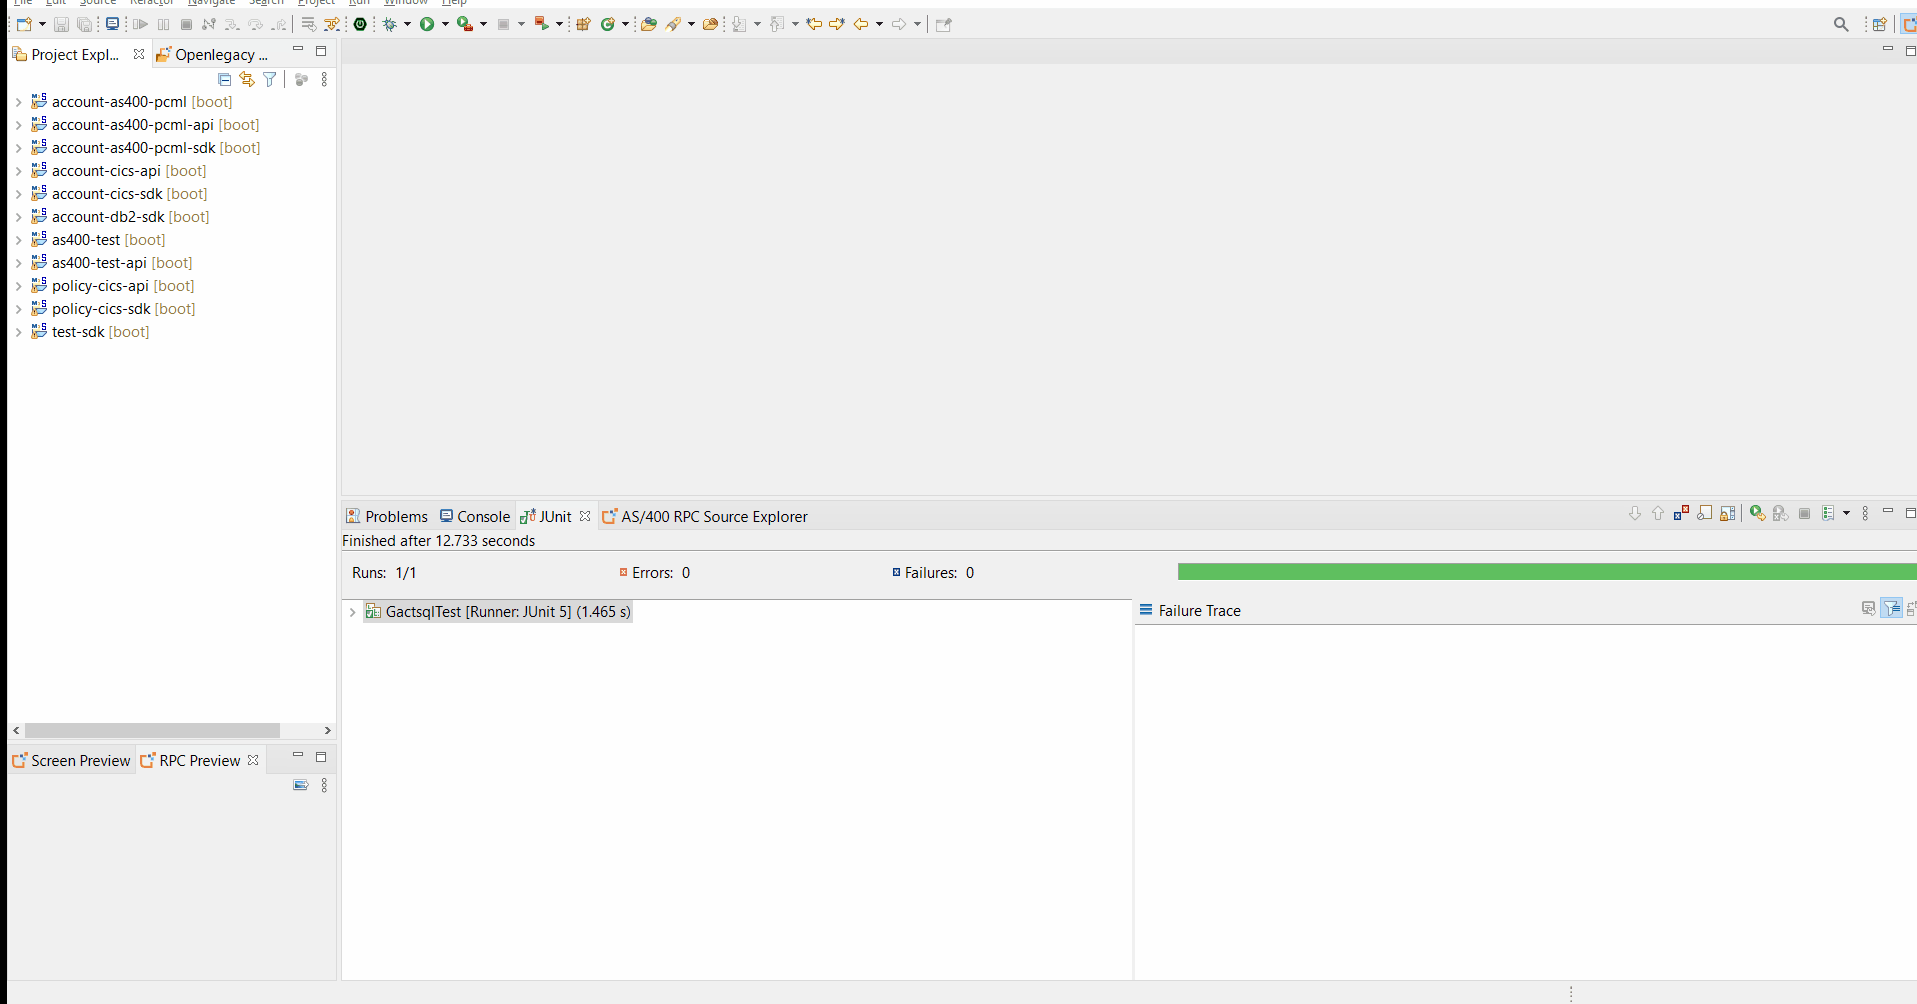 File Edit Source Refactor Navigate Search Project Run Window Help
Project Expl... Openlegacy ...
account-as400-pcml [boot]
account-as400-pcml-api [boot]
account-as400-pcml-sdk [boot]
account-cics-api [boot]
account-cics-sdk [boot]
account-db2-sdk [boot]
as400-test [boot]
as400-test-api [boot]
policy-cics-api [boot]
policy-cics-sdk [boot]
test-sdk [boot]
Problems Console JUnit AS/400 RPC Source Explorer
Finished after 12.733 seconds
Runs: 1/1 Errors: 0 Failures: 0
GactsqlTest [Runner: JUnit 5] (1.465 s)
Failure Trace
Screen Preview RPC Preview